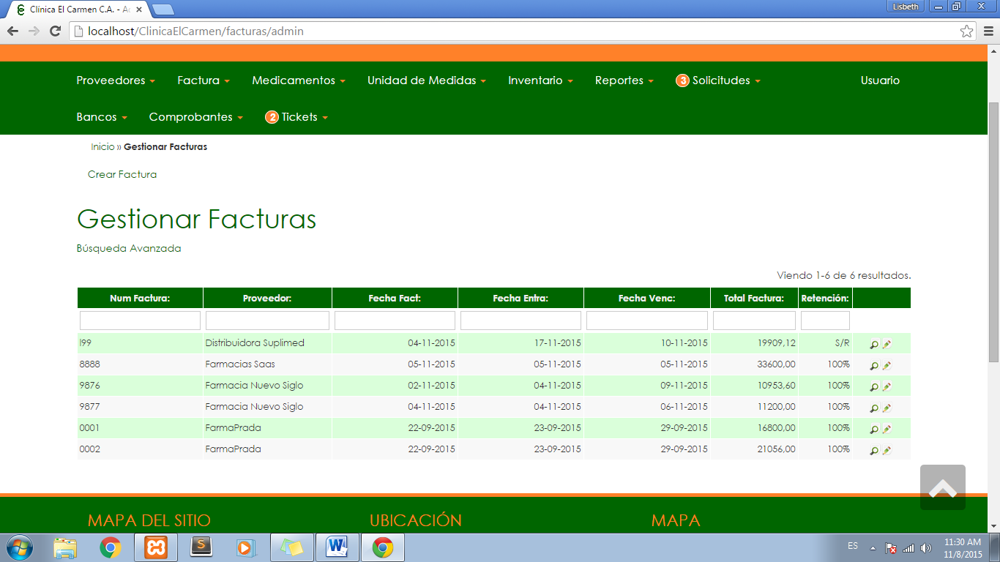 Clínica El Carmen C.A. - Ad
Lisbeth
localhost/ClinicaElCarmen/facturas/admin
Proveedores Factura Medicamentos Unidad de Medidas Inventario Reportes 3 Solicitudes Usuario
Bancos Comprobantes 2 Tickets
Inicio » Gestionar Facturas
Crear Factura
Gestionar Facturas
Búsqueda Avanzada
Viendo 1-6 de 6 resultados.
Num Factura: Proveedor: Fecha Fact: Fecha Entra: Fecha Venc: Total Factura: Retención:
l99 Distribuidora Suplimed 04-11-2015 17-11-2015 10-11-2015 19909,12 S/R
8888 Farmacias Saas 05-11-2015 05-11-2015 05-11-2015 33600,00 100%
9876 Farmacia Nuevo Siglo 02-11-2015 04-11-2015 09-11-2015 10953,60 100%
9877 Farmacia Nuevo Siglo 04-11-2015 04-11-2015 06-11-2015 11200,00 100%
0001 FarmaPrada 22-09-2015 23-09-2015 29-09-2015 16800,00 100%
0002 FarmaPrada 22-09-2015 23-09-2015 29-09-2015 21056,00 100%
MAPA DEL SITIO UBICACIÓN MAPA
ES 11:30 AM
11/8/2015